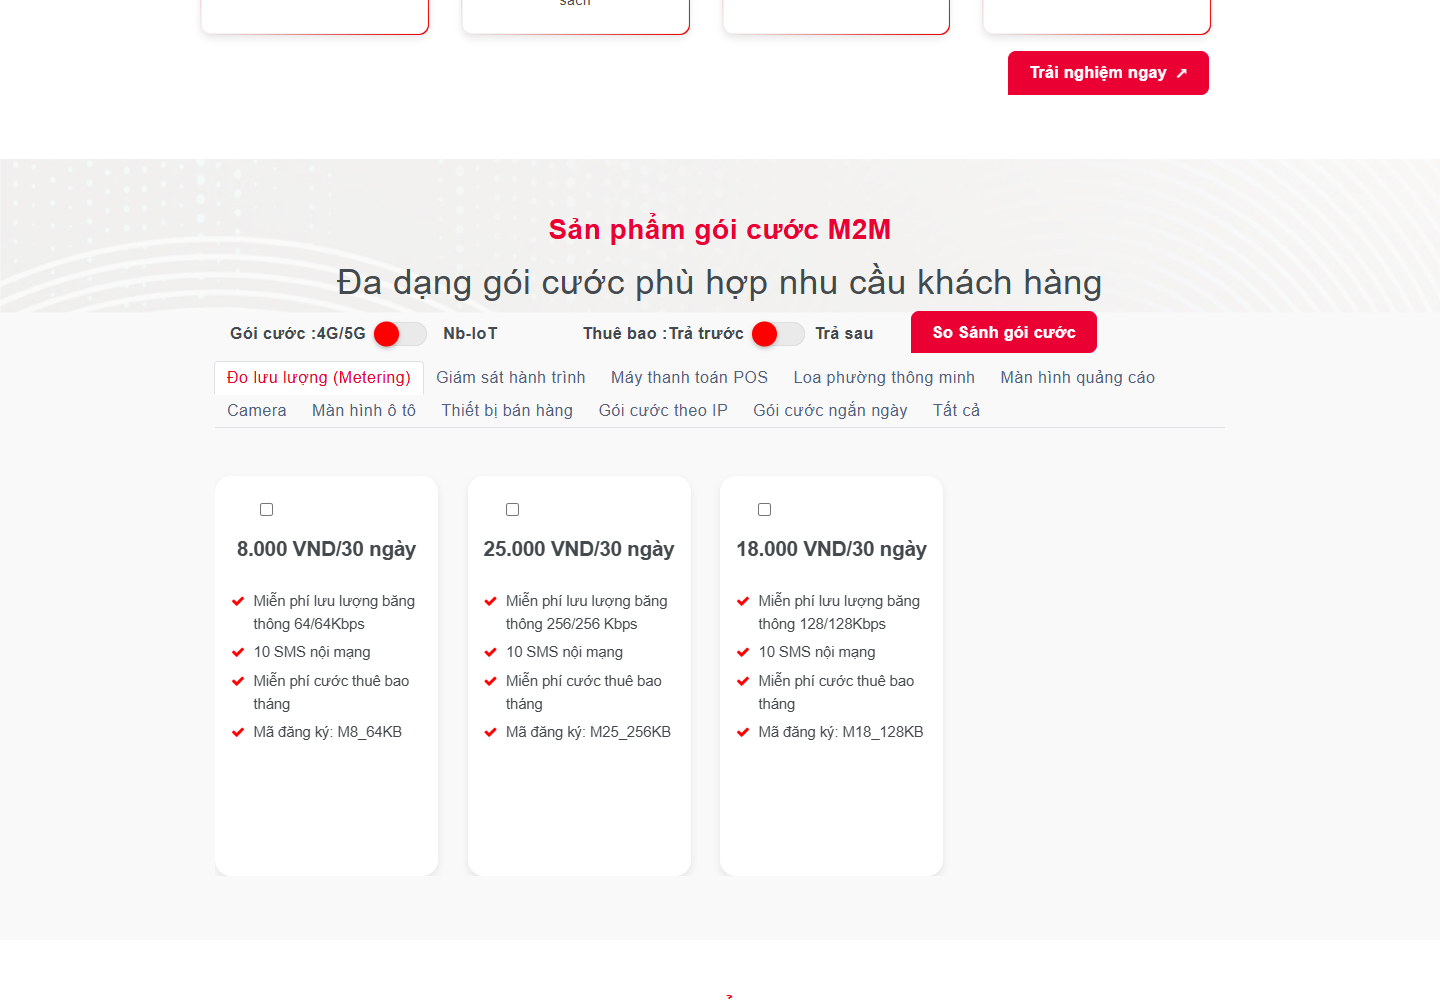 sách
Trải nghiệm ngay ↗
Sản phẩm gói cước M2M
Đa dạng gói cước phù hợp nhu cầu khách hàng
Gói cước :4G/5G Nb-IoT Thuê bao :Trả trước Trả sau So Sánh gói cước
Đo lưu lượng (Metering) Giám sát hành trình Máy thanh toán POS Loa phường thông minh Màn hình quảng cáo
Camera Màn hình ô tô Thiết bị bán hàng Gói cước theo IP Gói cước ngắn ngày Tất cả
8.000 VND/30 ngày
Miễn phí lưu lượng băng
thông 64/64Kbps
10 SMS nội mạng
Miễn phí cước thuê bao
tháng
Mã đăng ký: M8_64KB
25.000 VND/30 ngày
Miễn phí lưu lượng băng
thông 256/256 Kbps
10 SMS nội mạng
Miễn phí cước thuê bao
tháng
Mã đăng ký: M25_256KB
18.000 VND/30 ngày
Miễn phí lưu lượng băng
thông 128/128Kbps
10 SMS nội mạng
Miễn phí cước thuê bao
tháng
Mã đăng ký: M18_128KB